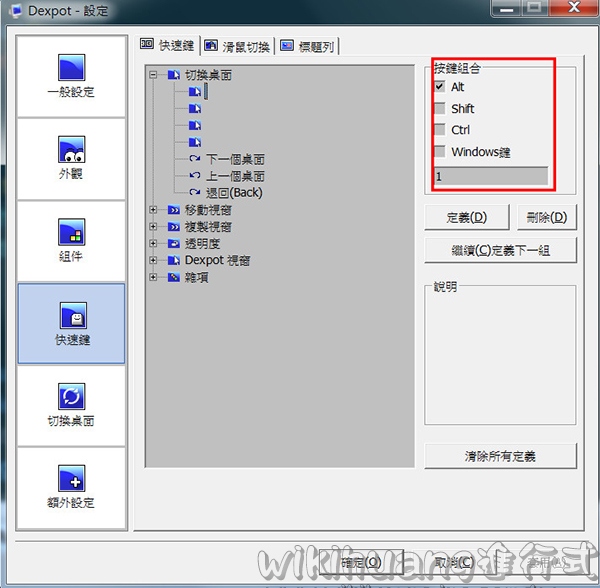 Dexpot - 設定
一般設定
外觀
組件
快速鍵
切換桌面
額外設定
快速鍵
滑鼠切換
標題列
切換桌面
下一個桌面
上一個桌面
退回(Back)
移動視窗
複製視窗
透明度
Dexpot 視窗
雜項
按鍵組合
Alt
Shift
Ctrl
Windows鍵
1
定義(D)
刪除(D)
繼續(C)定義下一組
說明
清除所有定義
確定(O)
取消(C)
wikihuang進行式